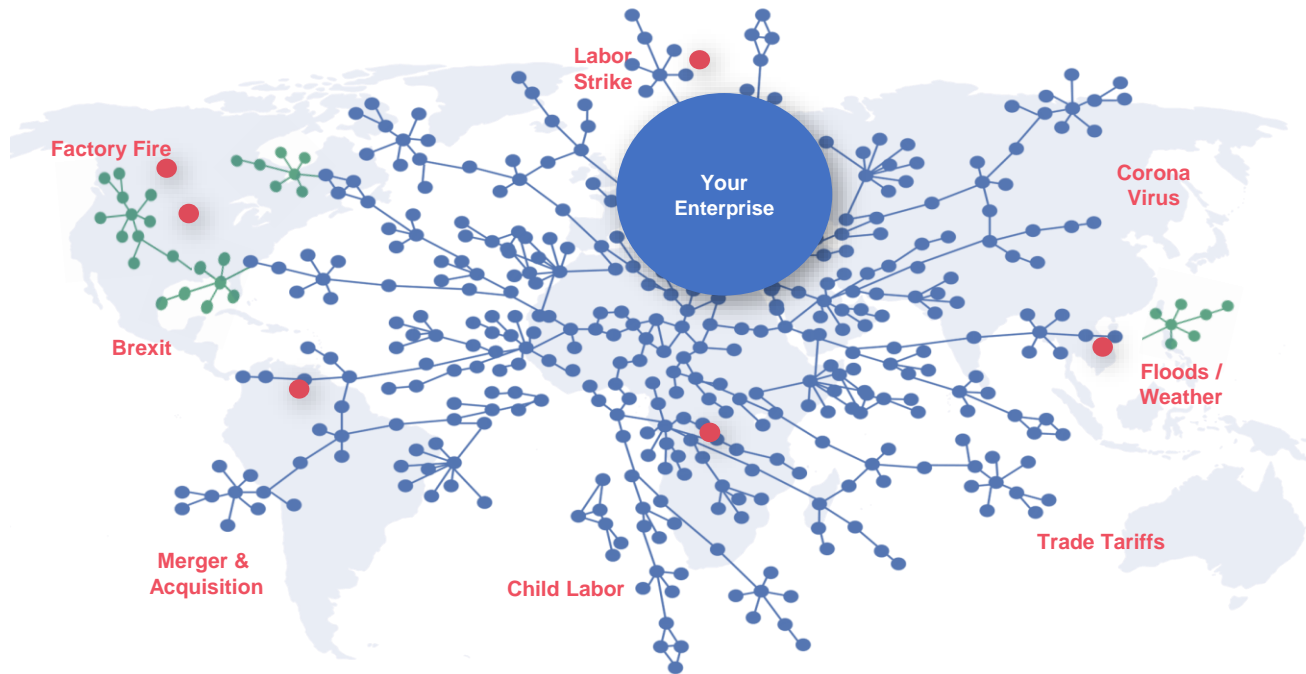 Labor
Strike
Factory Fire
Your
Enterprise
Corona
Virus
Brexit
Floods /
Weather
Trade Tariffs
Merger &
Acquisition
Child Labor